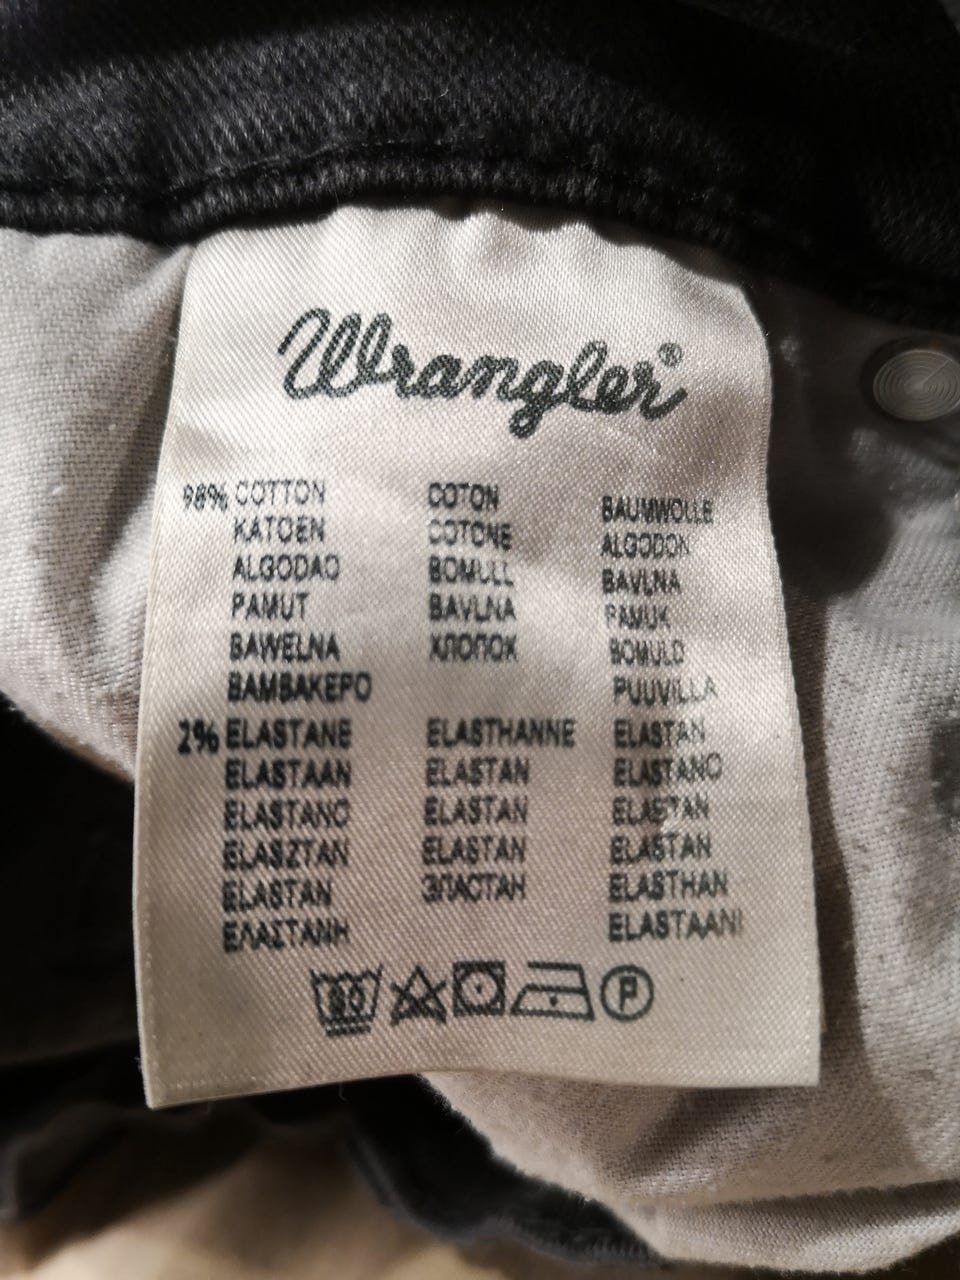 Wrangler®
98% COTTON COTON BAUMWOLLE
KATOEN COTONE ALGODON
ALGODAO BOMULL BAVLNA
PAMUT BAVLNA PAMUK
BAWELNA ХЛОПОК BOMULD
ΒΑΜΒΑΚΕΡΟ PUUVILLA
2% ELASTANE ELASTHANNE ELASTAN
ELASTAAN ELASTAN ELASTANO
ELASTANO ELASTAN ELASTAN
ELASZTAN ELASTAN ELASTAN
ELASTAN ЭЛАСТАН ELASTHAN
ΕΛΑΣΤΑΝΗ ELASTAANI
P